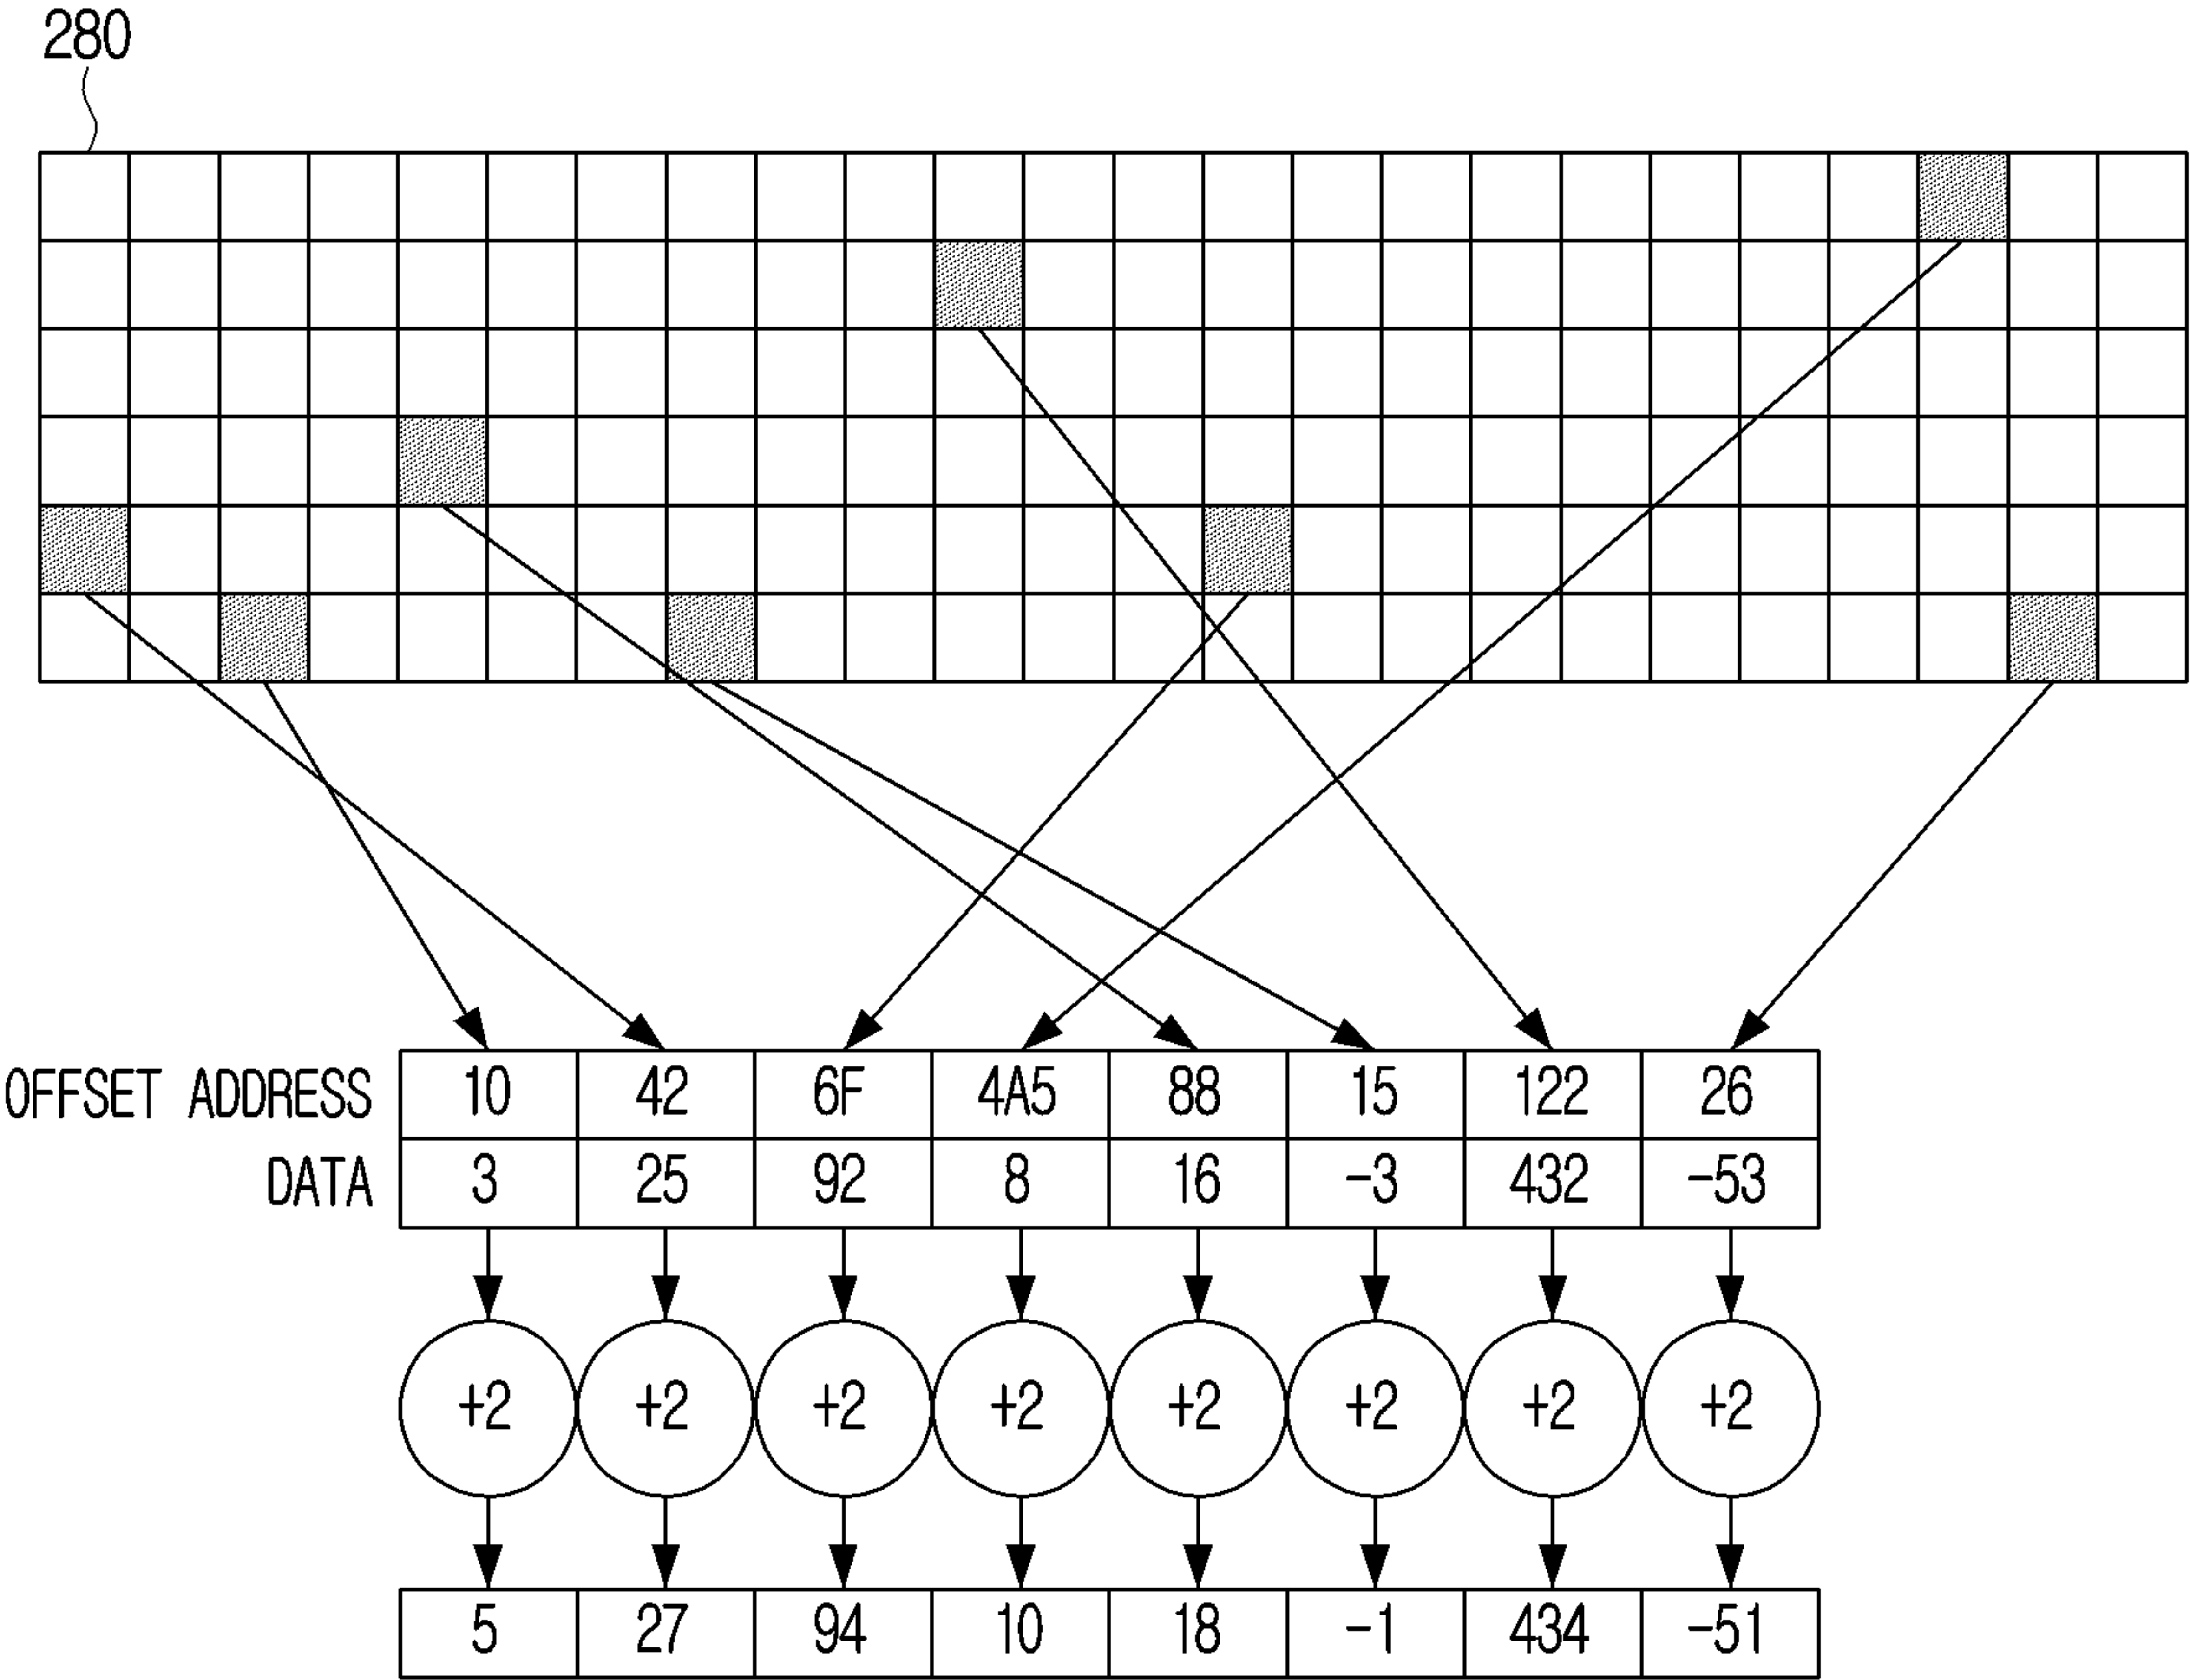 280
OFFSET ADDRESS 10 42 6F 4A5 88 15 122 26
DATA 3 25 92 8 16 -3 432 -53
+2 +2 +2 +2 +2 +2 +2 +2
5 27 94 10 18 -1 434 -51